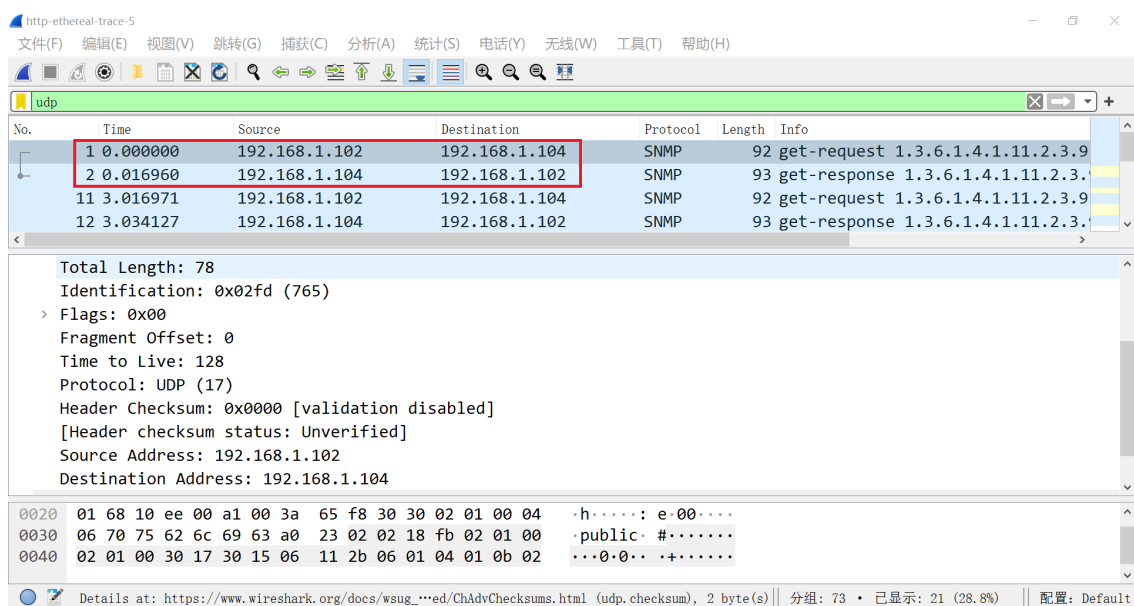 http-ethereal-trace-5
文件(F) 编辑(E) 视图(V) 跳转(G) 捕获(C) 分析(A) 统计(S) 电话(Y) 无线(W) 工具(T) 帮助(H)
udp
No. Time Source Destination Protocol Length Info
1 0.000000 192.168.1.102 192.168.1.104 SNMP 92 get-request 1.3.6.1.4.1.11.2.3.9
2 0.016960 192.168.1.104 192.168.1.102 SNMP 93 get-response 1.3.6.1.4.1.11.2.3.
11 3.016971 192.168.1.102 192.168.1.104 SNMP 92 get-request 1.3.6.1.4.1.11.2.3.9
12 3.034127 192.168.1.104 192.168.1.102 SNMP 93 get-response 1.3.6.1.4.1.11.2.3.
Total Length: 78
Identification: 0x02fd (765)
Flags: 0x00
Fragment Offset: 0
Time to Live: 128
Protocol: UDP (17)
Header Checksum: 0x0000 [validation disabled]
[Header checksum status: Unverified]
Source Address: 192.168.1.102
Destination Address: 192.168.1.104
0020 01 68 10 ee 00 a1 00 3a 65 f8 30 30 02 01 00 04 ·h·····: e·00····
0030 06 70 75 62 6c 69 63 a0 23 02 02 18 fb 02 01 00 ·public· #·······
0040 02 01 00 30 17 30 15 06 11 2b 06 01 04 01 0b 02 ···0·0·· ·+······
Details at: https://www.wireshark.org/docs/wsug_…ed/ChAdvChecksums.html (udp.checksum), 2 byte(s) 分组: 73 · 已显示: 21 (28.8%) 配置: Default